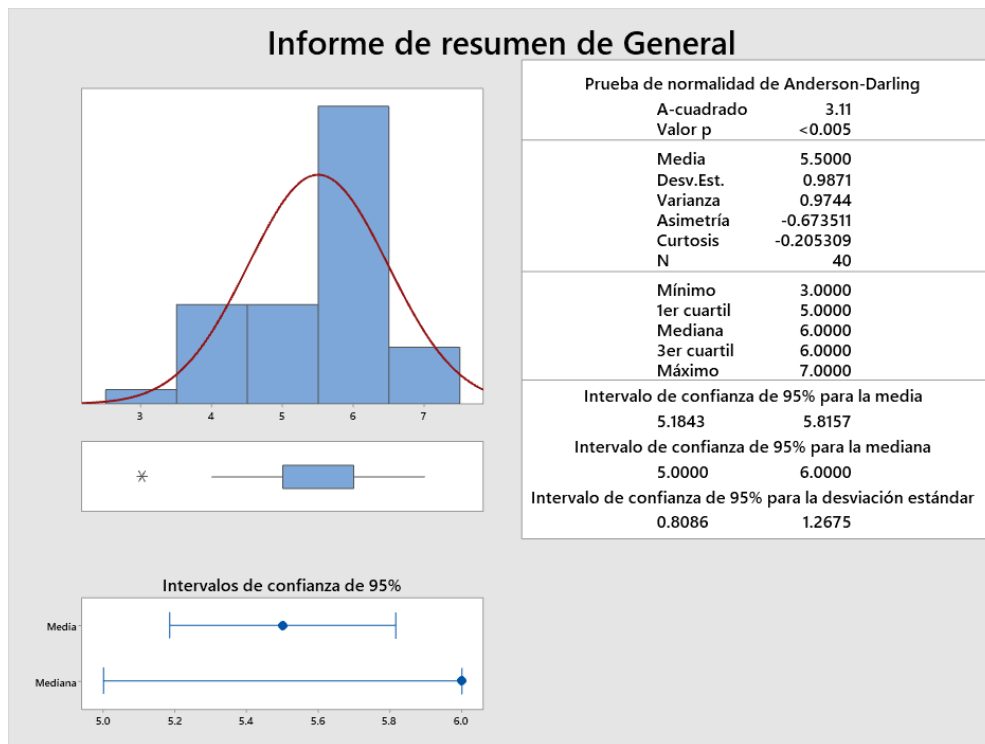 Informe de resumen de General
Prueba de normalidad de Anderson-Darling
A-cuadrado 3.11
Valor p <0.005
Media 5.5000
Desv.Est. 0.9871
Varianza 0.9744
Asimetría -0.673511
Curtosis -0.205309
N 40
Mínimo 3.0000
1er cuartil 5.0000
Mediana 6.0000
3er cuartil 6.0000
Máximo 7.0000
Intervalo de confianza de 95% para la media
5.1843 5.8157
Intervalo de confianza de 95% para la mediana
5.0000 6.0000
Intervalo de confianza de 95% para la desviación estándar
0.8086 1.2675
3 4 5 6 7
Intervalos de confianza de 95%
Media
Mediana
5.0 5.2 5.4 5.6 5.8 6.0